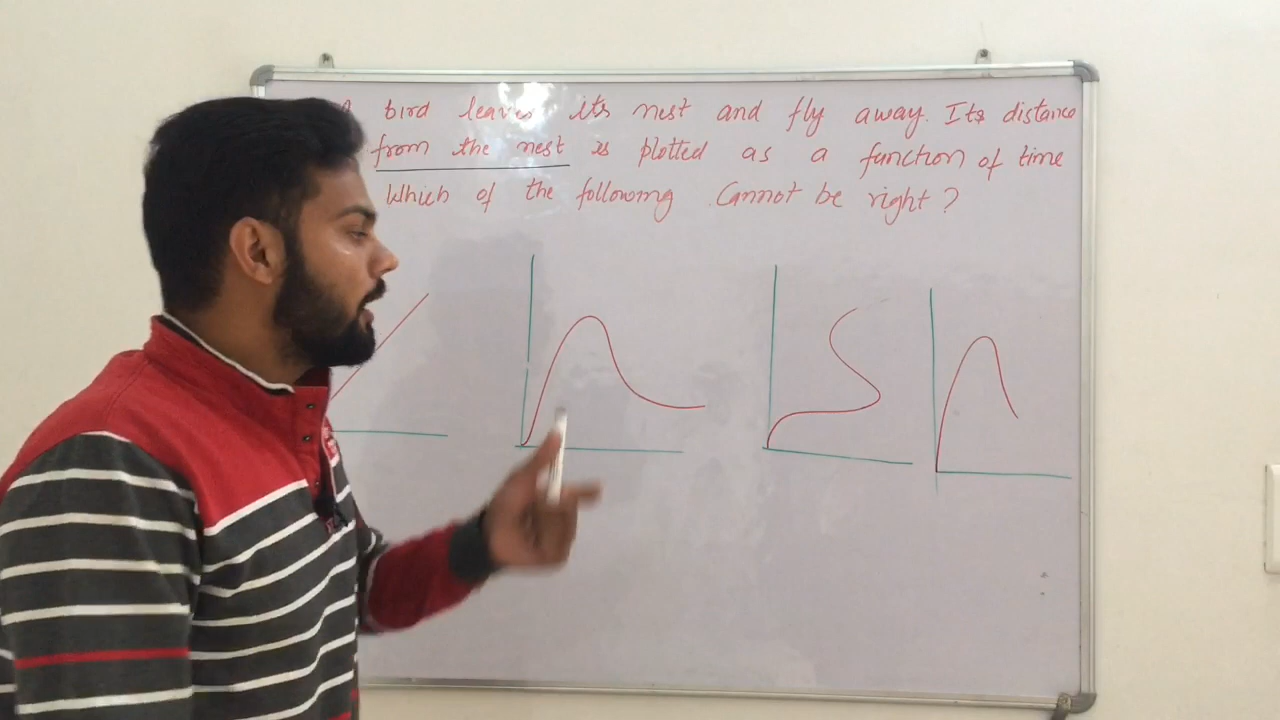 A bird leaves its nest and fly away. Its distance
from the nest is plotted as a function of time
Which of the following Cannot be right?